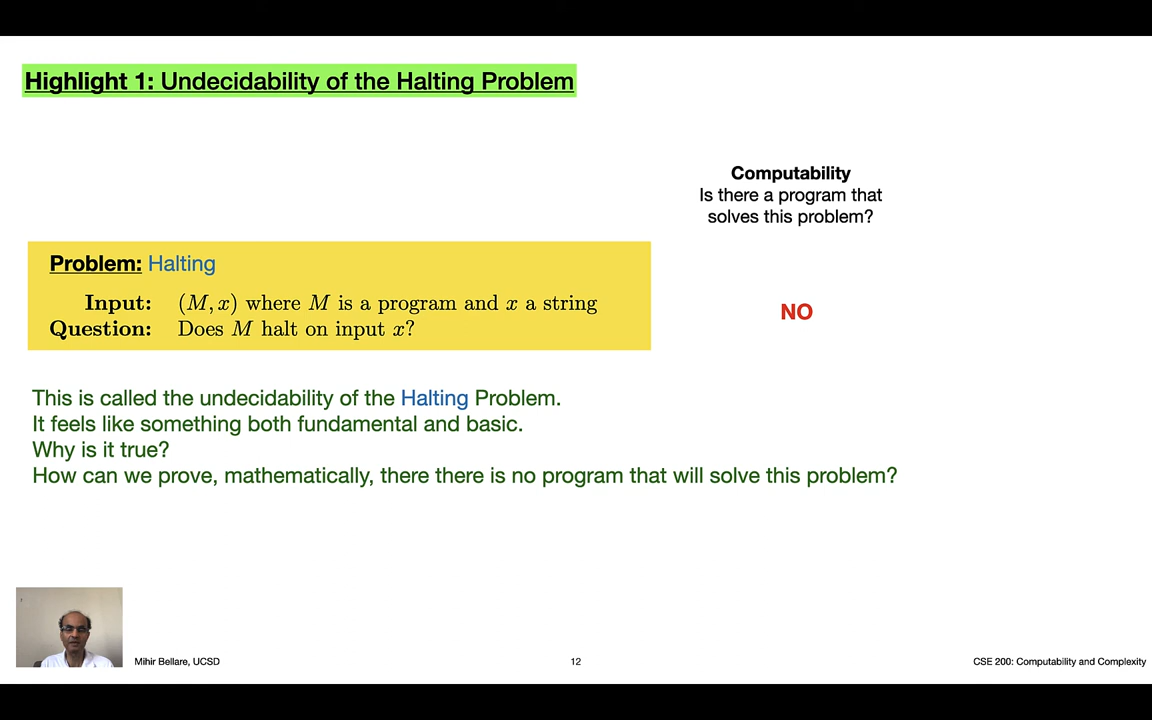 Highlight 1: Undecidability of the Halting Problem
Computability
Is there a program that
solves this problem?
Problem: Halting
Input: (M, x) where M is a program and x a string
Question: Does M halt on input x?
NO
This is called the undecidability of the Halting Problem.
It feels like something both fundamental and basic.
Why is it true?
How can we prove, mathematically, there there is no program that will solve this problem?
Mihir Bellare, UCSD
12
CSE 200: Computability and Complexity